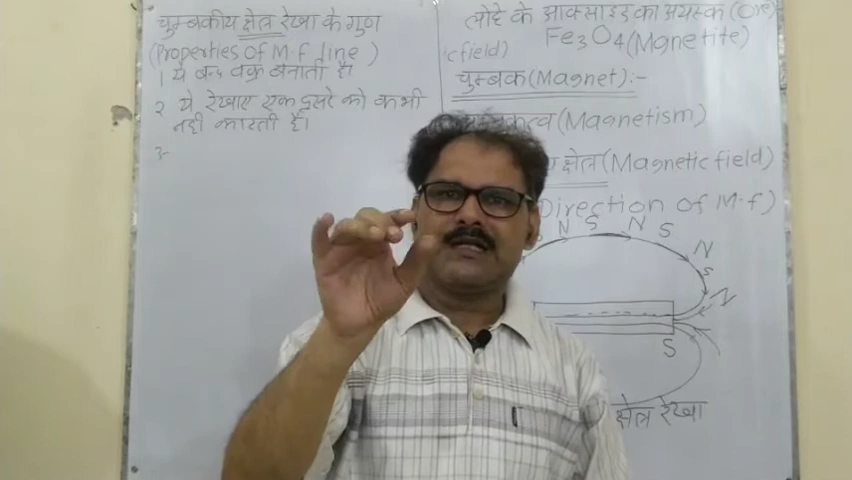 चुम्बकीय क्षेत्र रेखा के गुण
(Properties of M.F line)
1 ये बन्द वक्र बनाती है।
2 ये रेखाए एक दूसरे को कभी
नही काटती है।
3-
लोहे के आक्साइड का अयस्क (Ore)
Fe3O4 (Magnetite)
field)
चुम्बक (Magnet):-
(Magnetism)
क्षेत्र (Magnetic field)
Direction of M.f)
N S N S
N
S
N
S
क्षेत्र रेखा